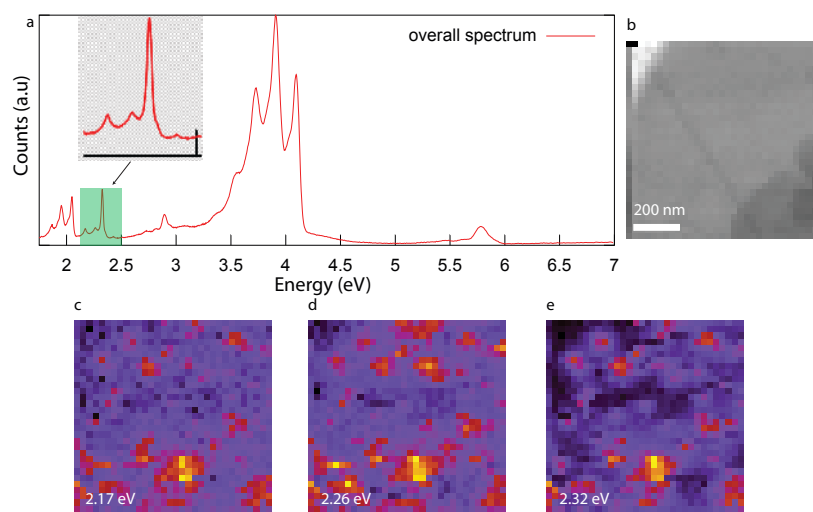 a
overall spectrum
Counts (a.u)
2 2.5 3 3.5 4 4.5 5 5.5 6 6.5 7
Energy (eV)
b
200 nm
c
2.17 eV
d
2.26 eV
e
2.32 eV